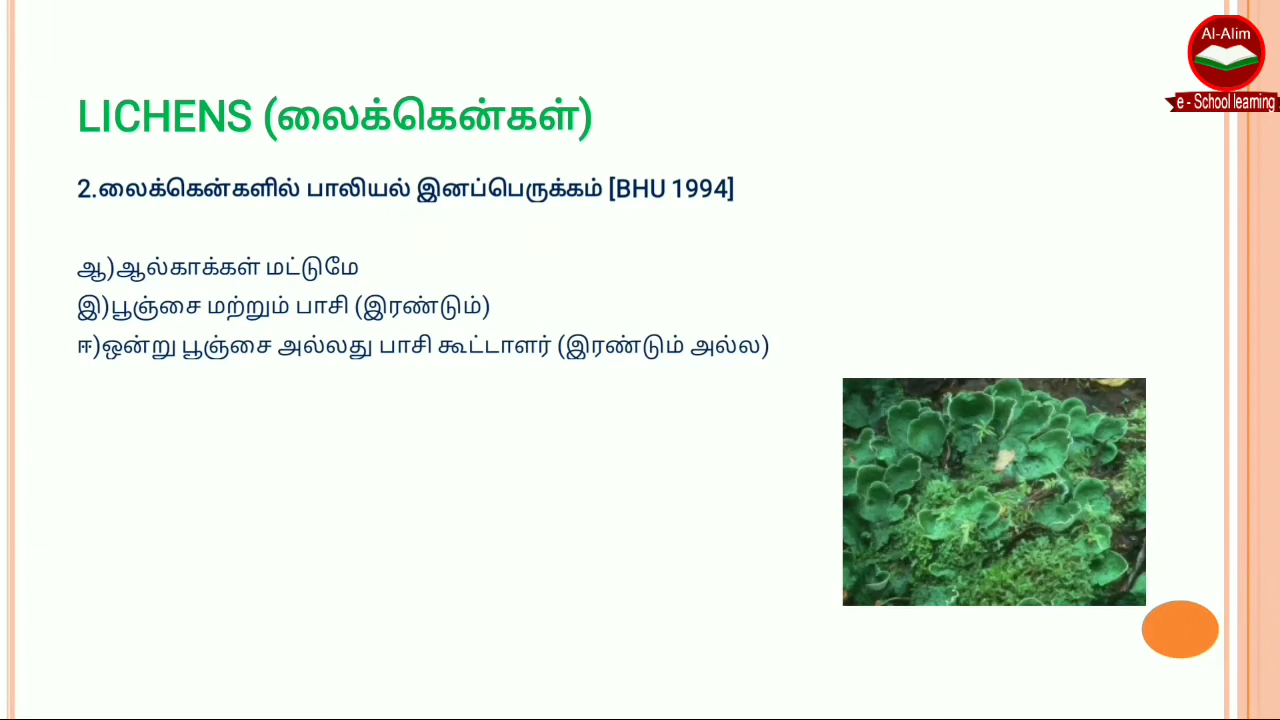 Al-Alim
e - School learning
LICHENS (லைக்கென்கள்)
2.லைக்கென்களில் பாலியல் இனப்பெருக்கம் [BHU 1994]
ஆ)ஆல்காக்கள் மட்டுமே
இ)பூஞ்சை மற்றும் பாசி (இரண்டும்)
ஈ)ஒன்று பூஞ்சை அல்லது பாசி கூட்டாளர் (இரண்டும் அல்ல)